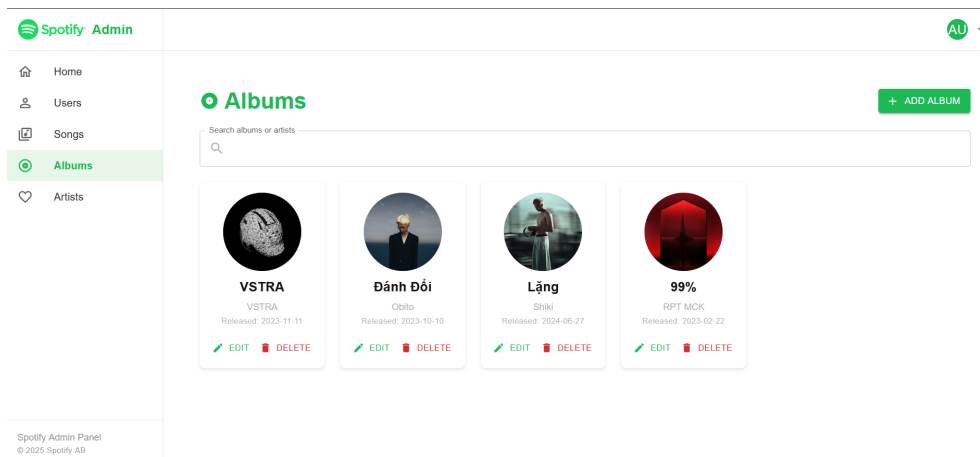 Spotify Admin
AU
Home
Users
Songs
Albums
Artists
Albums
+ ADD ALBUM
Search albums or artists
VSTRA
VSTRA
Released: 2023-11-11
EDIT DELETE
Đánh Đổi
Obito
Released: 2023-10-10
EDIT DELETE
Lặng
Shiki
Released: 2024-06-27
EDIT DELETE
99%
RPT MCK
Released: 2023-02-22
EDIT DELETE
Spotify Admin Panel
© 2025 Spotify AB